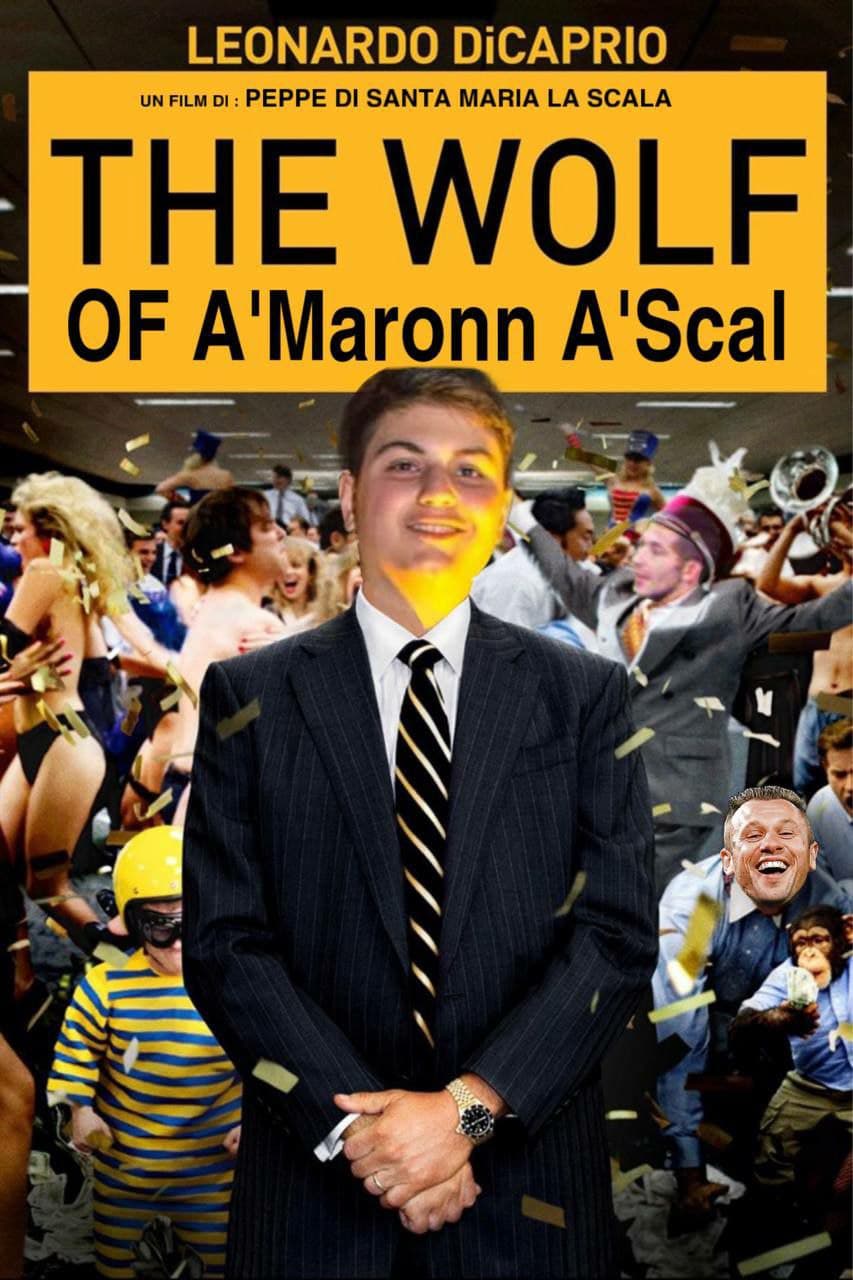 LEONARDO DiCAPRIO
UN FILM DI : PEPPE DI SANTA MARIA LA SCALA
THE WOLF
OF A'Maronn A'Scal